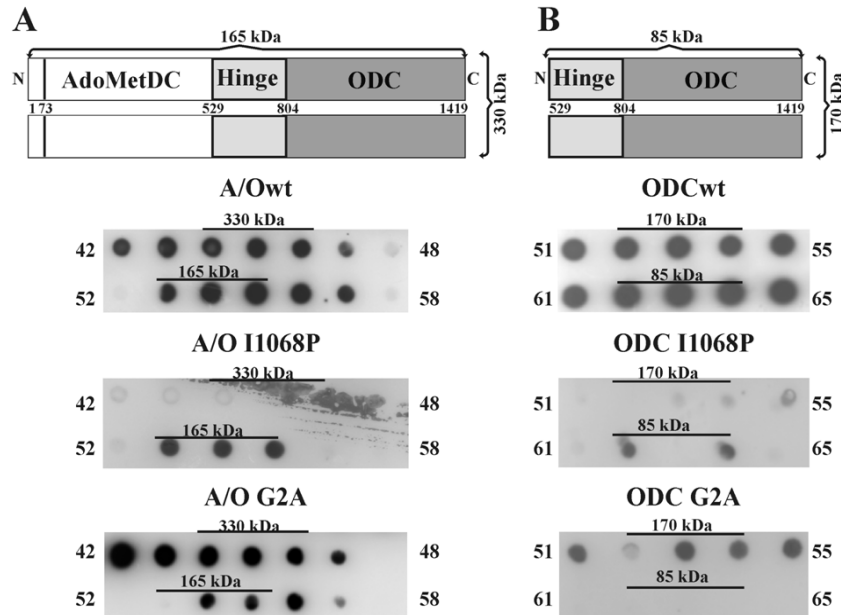 A
B
165 kDa
85 kDa
N AdoMetDC Hinge ODC C
N Hinge ODC C
1 73 529 804 1419
529 804 1419
330 kDa
170 kDa
A/Owt
ODCwt
330 kDa
170 kDa
42 48
51 55
165 kDa
85 kDa
52 58
61 65
A/O I1068P
ODC I1068P
330 kDa
170 kDa
42 48
51 55
165 kDa
85 kDa
52 58
61 65
A/O G2A
ODC G2A
330 kDa
170 kDa
42 48
51 55
165 kDa
85 kDa
52 58
61 65